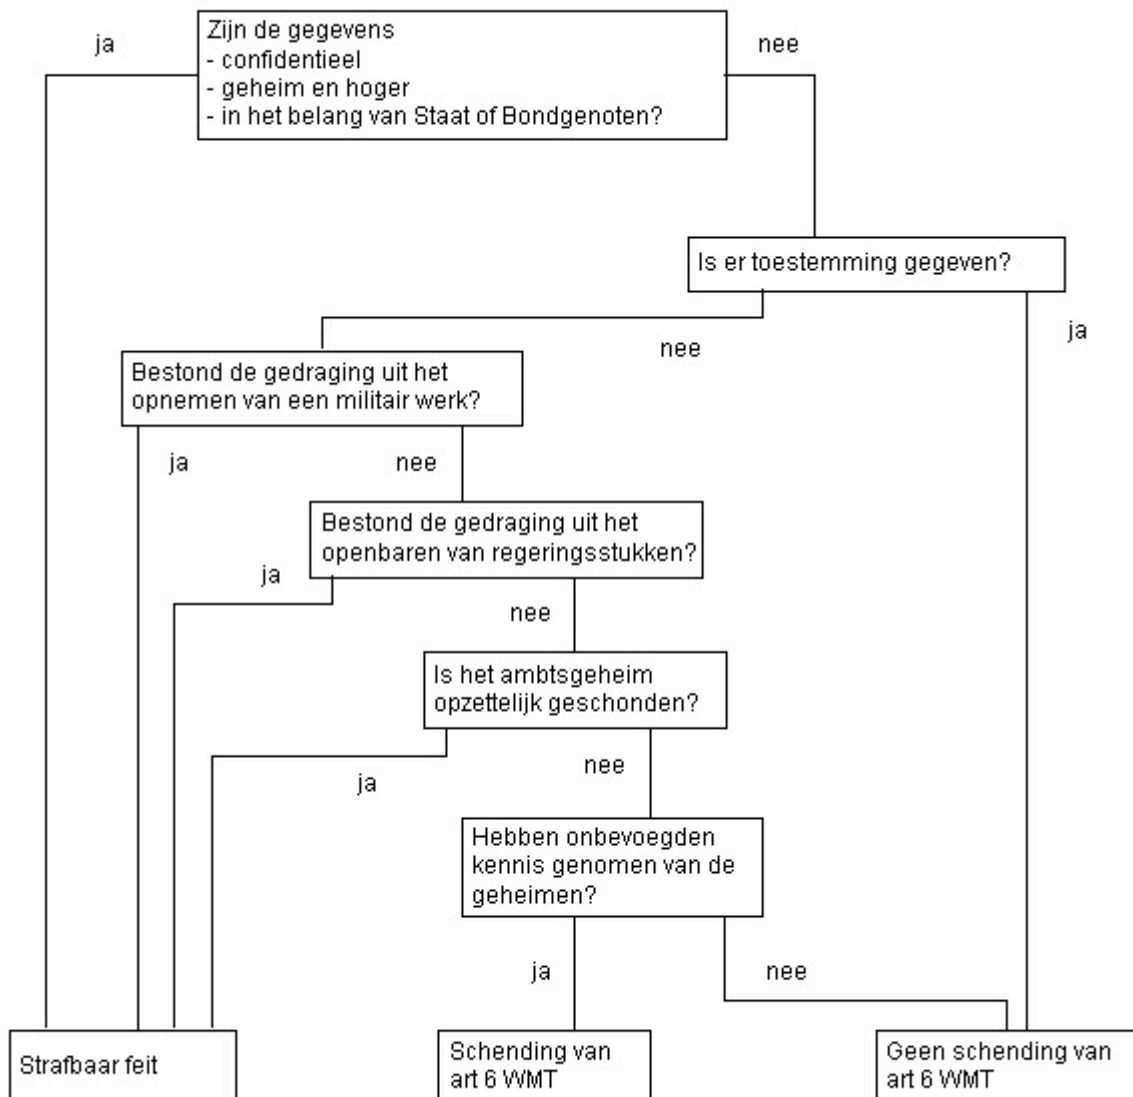 ja
Zijn de gegevens
- confidentieel
- geheim en hoger
- in het belang van Staat of Bondgenoten?
nee
Is er toestemming gegeven?
nee
ja
Bestond de gedraging uit het
opnemen van een militair werk?
ja
nee
Bestond de gedraging uit het
openbaren van regeringsstukken?
ja
nee
Is het ambtsgeheim
opzettelijk geschonden?
ja
nee
Hebben onbevoegden
kennis genomen van de
geheimen?
ja
nee
Strafbaar feit
Schending van
art 6 WMT
Geen schending van
art 6 WMT